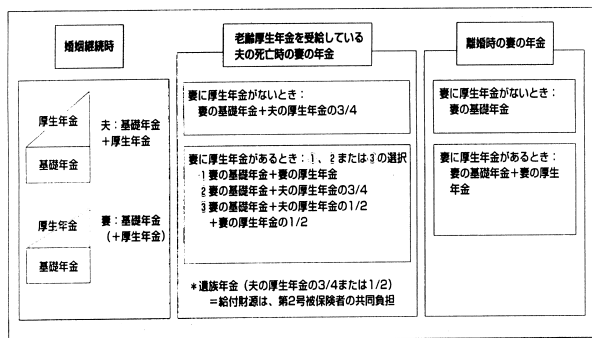 婚姻継続時
厚生年金
基礎年金
夫：基礎年金
＋厚生年金
厚生年金
基礎年金
妻：基礎年金
（＋厚生年金）
老齢厚生年金を受給している
夫の死亡時の妻の年金
妻に厚生年金がないとき：
妻の基礎年金＋夫の厚生年金の3/4
妻に厚生年金があるとき：1、2または3の選択
1妻の基礎年金＋妻の厚生年金
2妻の基礎年金＋夫の厚生年金の3/4
3妻の基礎年金＋夫の厚生年金の1/2
＋妻の厚生年金の1/2
＊遺族年金（夫の厚生年金の3/4または1/2）
＝給付財源は、第2号被保険者の共同負担
離婚時の妻の年金
妻に厚生年金がないとき：
妻の基礎年金
妻に厚生年金があるとき：
妻の基礎年金＋妻の厚生
年金